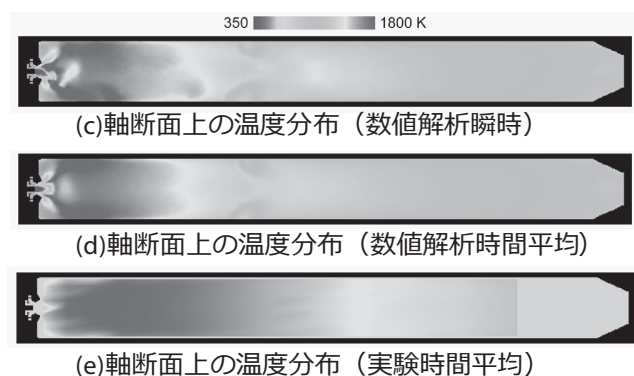 350 1800 K
(c)軸断面上の温度分布（数値解析瞬時）
(d)軸断面上の温度分布（数値解析時間平均）
(e)軸断面上の温度分布（実験時間平均）